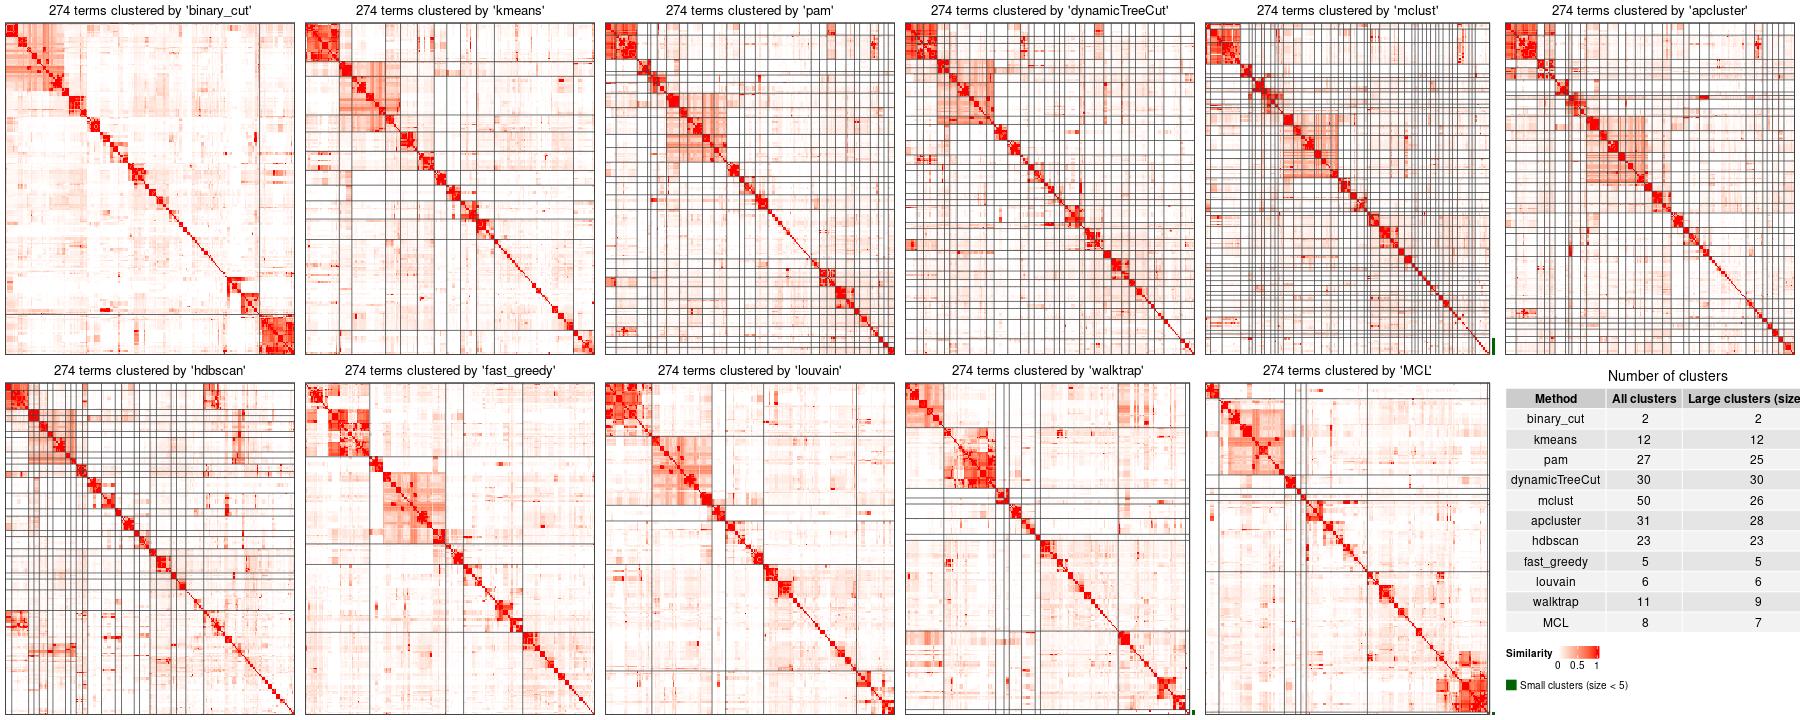 274 terms clustered by 'binary_cut'
274 terms clustered by 'kmeans'
274 terms clustered by 'pam'
274 terms clustered by 'dynamicTreeCut'
274 terms clustered by 'mclust'
274 terms clustered by 'apcluster'
274 terms clustered by 'hdbscan'
274 terms clustered by 'fast_greedy'
274 terms clustered by 'louvain'
274 terms clustered by 'walktrap'
274 terms clustered by 'MCL'
Number of clusters
Method All clusters Large clusters (size
binary_cut 2 2
kmeans 12 12
pam 27 25
dynamicTreeCut 30 30
mclust 50 26
apcluster 31 28
hdbscan 23 23
fast_greedy 5 5
louvain 6 6
walktrap 11 9
MCL 8 7
Similarity
0 0.5 1
Small clusters (size < 5)